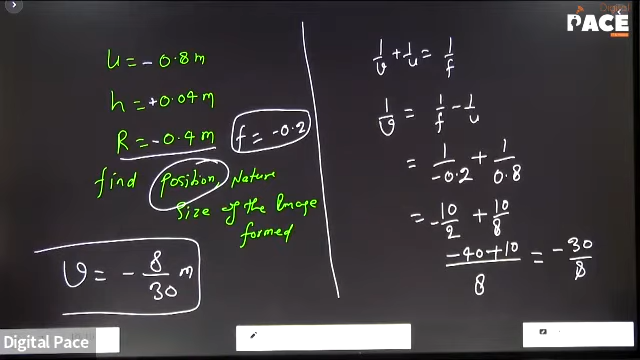 Digital
PACE
u = - 0.8 m
h = +0.04 m
R = -0.4 m
f = -0.2
find position, Nature
Size of the Image
formed
v = - 8/30 m
1/v + 1/u = 1/f
1/v = 1/f - 1/u
= 1/-0.2 + 1/0.8
= -10/2 + 10/8
-40+10/8 = -30/8
Digital Pace